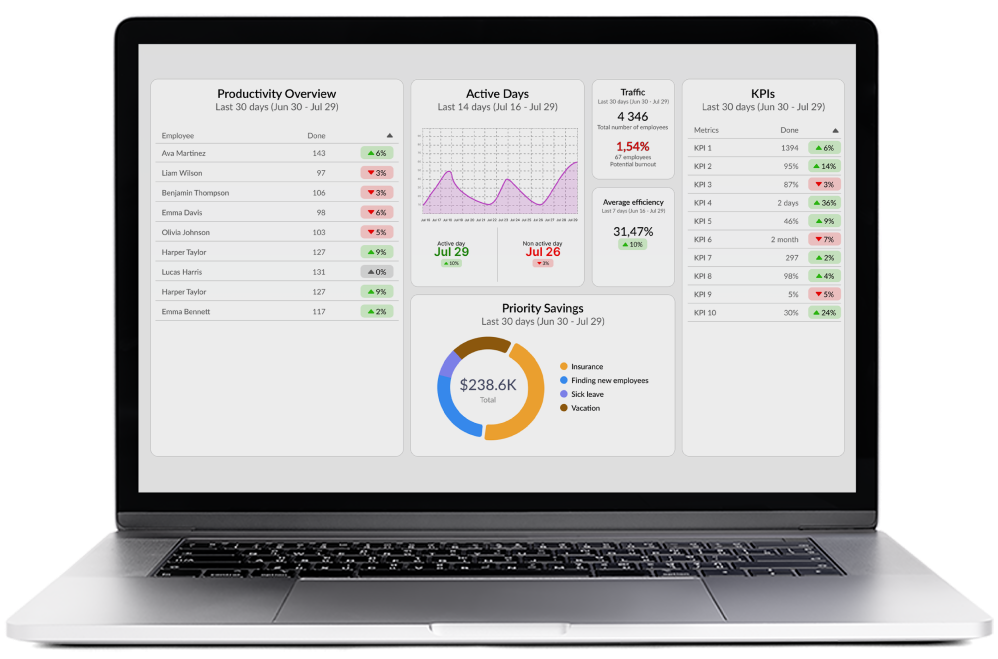 Productivity Overview
Last 30 days (Jun 30 - Jul 29)
Employee Done
Ava Martinez 143 6%
Liam Wilson 97 3%
Benjamin Thompson 106 3%
Emma Davis 98 6%
Olivia Johnson 103 5%
Harper Taylor 127 9%
Lucas Harris 131 0%
Harper Taylor 127 9%
Emma Bennett 117 2%
Active Days
Last 14 days (Jul 16 - Jul 29)
Active day
Jul 29
10%
Non active day
Jul 26
3%
Traffic
Last 30 days (Jun 30 - Jul 29)
4 346
Total number of employees
1,54%
67 employees
Potential burnout
Average efficiency
Last 7 days (Jun 16 - Jul 29)
31,47%
10%
Priority Savings
Last 30 days (Jun 30 - Jul 29)
$238.6K
Total
Insurance
Finding new employees
Sick leave
Vacation
KPIs
Last 30 days (Jun 30 - Jul 29)
Metrics Done
KPI 1 1394 6%
KPI 2 95% 14%
KPI 3 87% 3%
KPI 4 2 days 36%
KPI 5 46% 9%
KPI 6 2 month 7%
KPI 7 297 2%
KPI 8 98% 4%
KPI 9 5% 5%
KPI 10 30% 24%